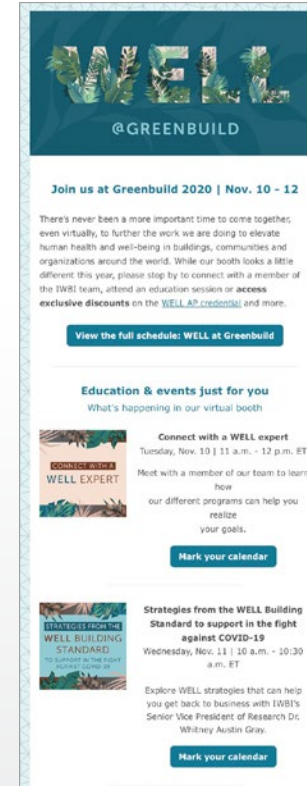 WELL
@GREENBUILD
Join us at Greenbuild 2020 | Nov. 10 - 12
There's never been a more important time to come together,
even virtually, to further the work we are doing to elevate
human health and well-being in buildings, communities and
organizations around the world. While our booth looks a little
different this year, please stop by to connect with a member of
the IWBI team, attend an education session or access
exclusive discounts on the WELL AP credential and more.
View the full schedule: WELL at Greenbuild
Education & events just for you
What's happening in our virtual booth
CONNECT WITH A
WELL EXPERT
Connect with a WELL expert
Tuesday, Nov. 10 | 11 a.m. - 12 p.m. ET
Meet with a member of our team to learn
how
our different programs can help you
realize
your goals.
Mark your calendar
STRATEGIES FROM THE
WELL BUILDING
STANDARD
TO SUPPORT IN THE FIGHT
AGAINST COVID-19
Strategies from the WELL Building
Standard to support in the fight
against COVID-19
Wednesday, Nov. 11 | 10 a.m. - 10:30
a.m. ET
Explore WELL strategies that can help
you get back to business with IWBI's
Senior Vice President of Research Dr.
Whitney Austin Gray.
Mark your calendar